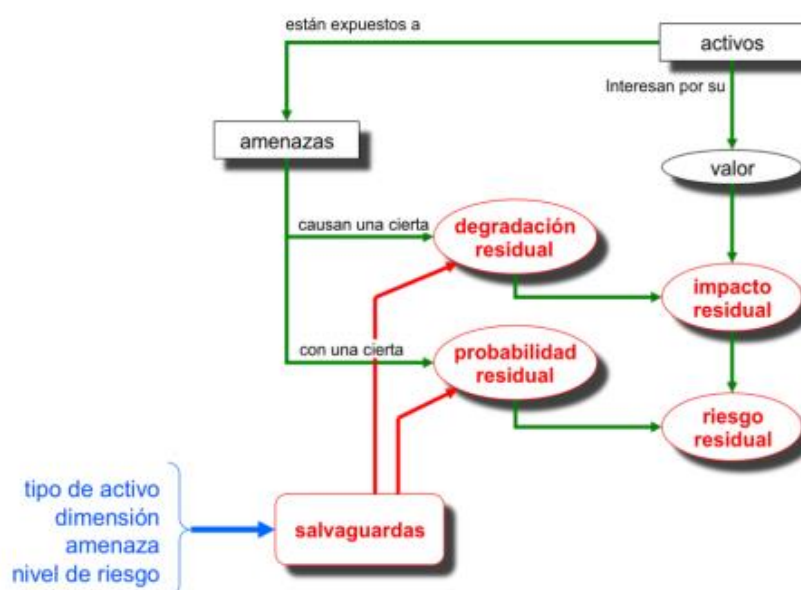 están expuestos a
activos
Interesan por su
amenazas
valor
causan una cierta
degradación
residual
impacto
residual
con una cierta
probabilidad
residual
riesgo
residual
tipo de activo
dimensión
amenaza
nivel de riesgo
salvaguardas